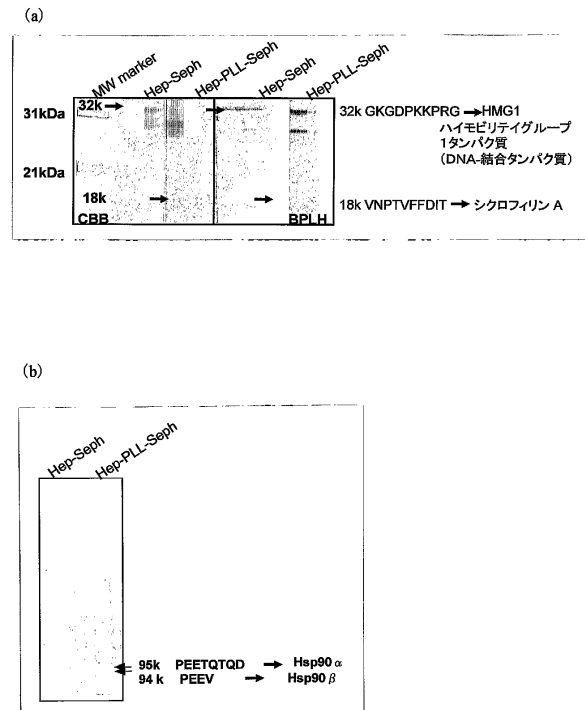 (a)
MW marker
Hep-Seph
Hep-PLL-Seph
Hep-Seph
Hep-PLL-Seph
31kDa
32k
32k GKGDPKKPRG HMG1
ハイモビリテイグループ
1タンパク質
(DNA-結合タンパク質)
21kDa
18k
18k VNPTVFFDIT シクロフィリン A
CBB
BPLH
(b)
Hep-Seph
Hep-PLL-Seph
95k PEETQTQD Hsp90 α
94 k PEEV Hsp90 β